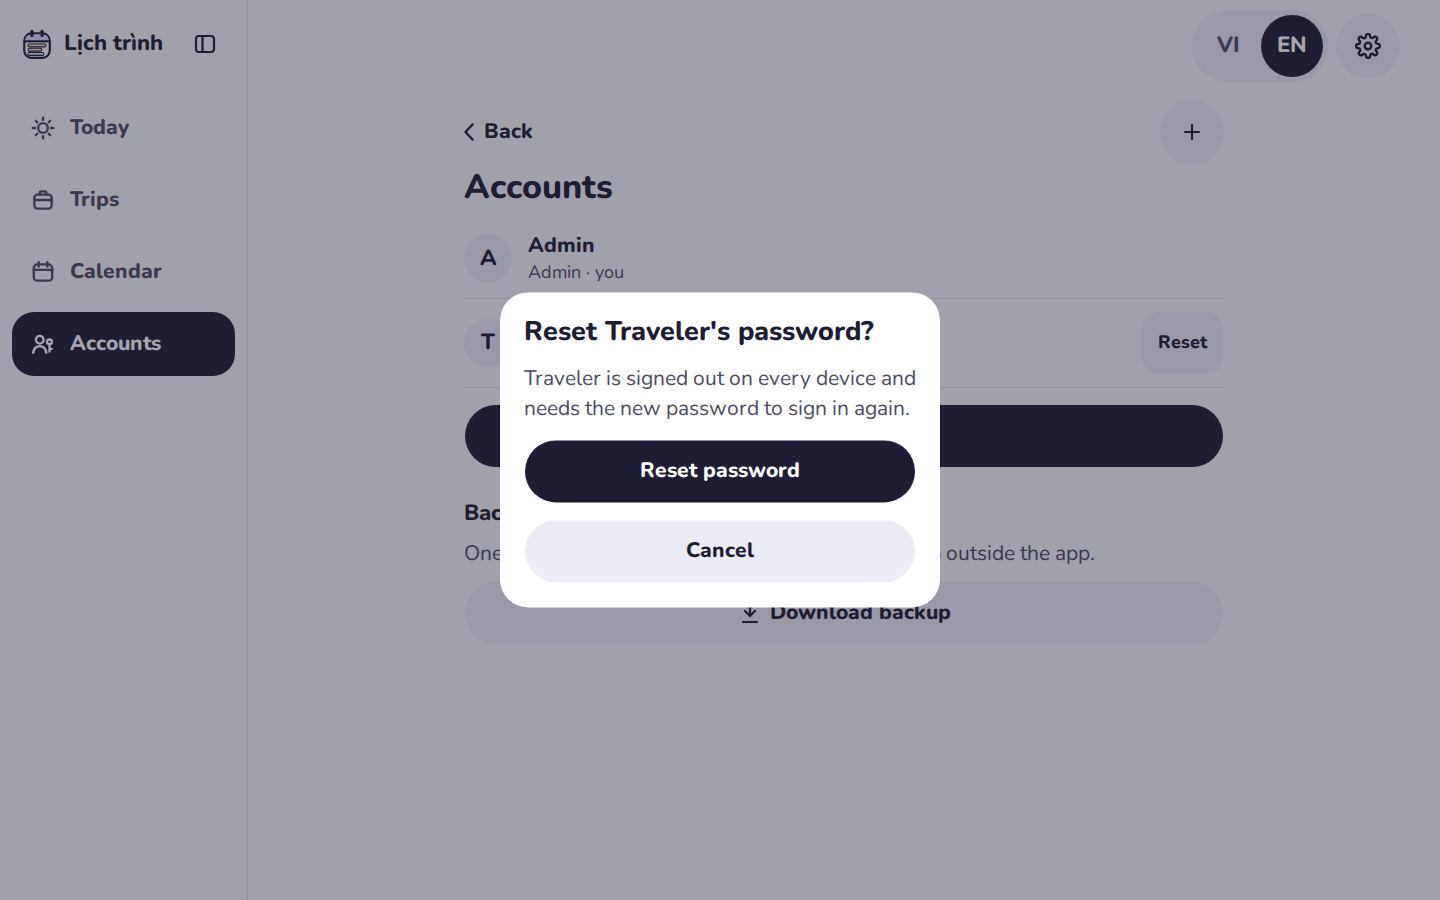 Lịch trình
VI
EN
Today
Trips
Calendar
Accounts
Back
Accounts
A
Admin
Admin · you
T
Reset
Reset Traveler's password?
Traveler is signed out on every device and
needs the new password to sign in again.
Reset password
Cancel
outside the app.
Download backup